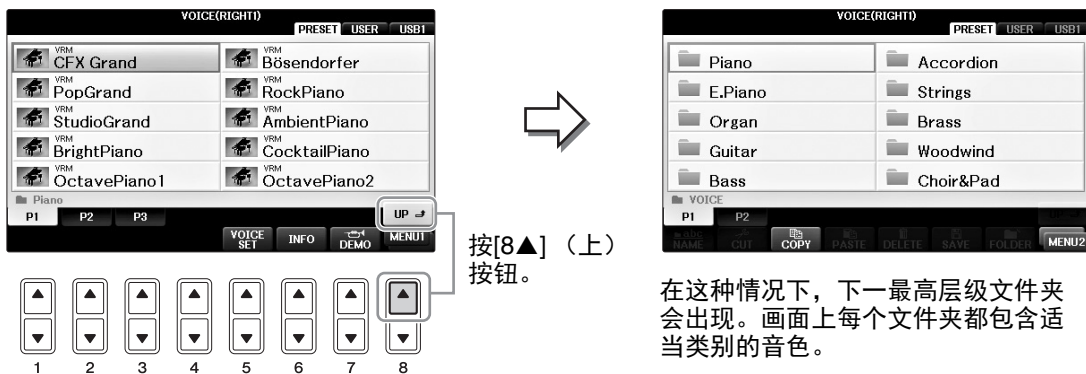 VOICE(RIGHT1)
PRESET USER USB1
VRM CFX Grand
VRM Bösendorfer
VRM PopGrand
VRM RockPiano
VRM StudioGrand
VRM AmbientPiano
VRM BrightPiano
VRM CocktailPiano
VRM OctavePiano1
VRM OctavePiano2
Piano
P1 P2 P3 UP
VOICE SET INFO DEMO MENU1
1 2 3 4 5 6 7 8
按[8▲]（上）
按钮。
VOICE(RIGHT1)
PRESET USER USB1
Piano
Accordion
E.Piano
Strings
Organ
Brass
Guitar
Woodwind
Bass
Choir&Pad
VOICE
P1 P2 UP
NAME CUT COPY PASTE DELETE SAVE FOLDER MENU2
在这种情况下，下一最高层级文件夹
会出现。画面上每个文件夹都包含适
当类别的音色。